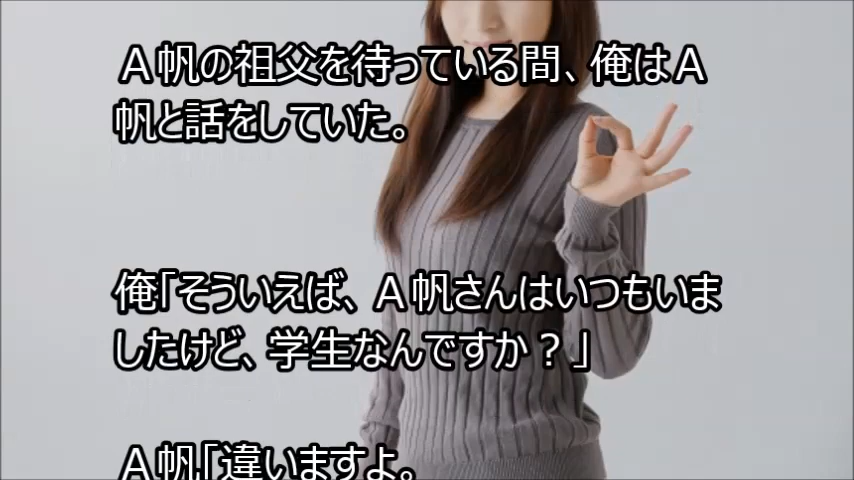 Ａ帆の祖父を待っている間、俺はＡ
帆と話をしていた。
俺「そういえば、Ａ帆さんはいつもいま
したけど、学生なんですか？」
Ａ帆「違いますよ。